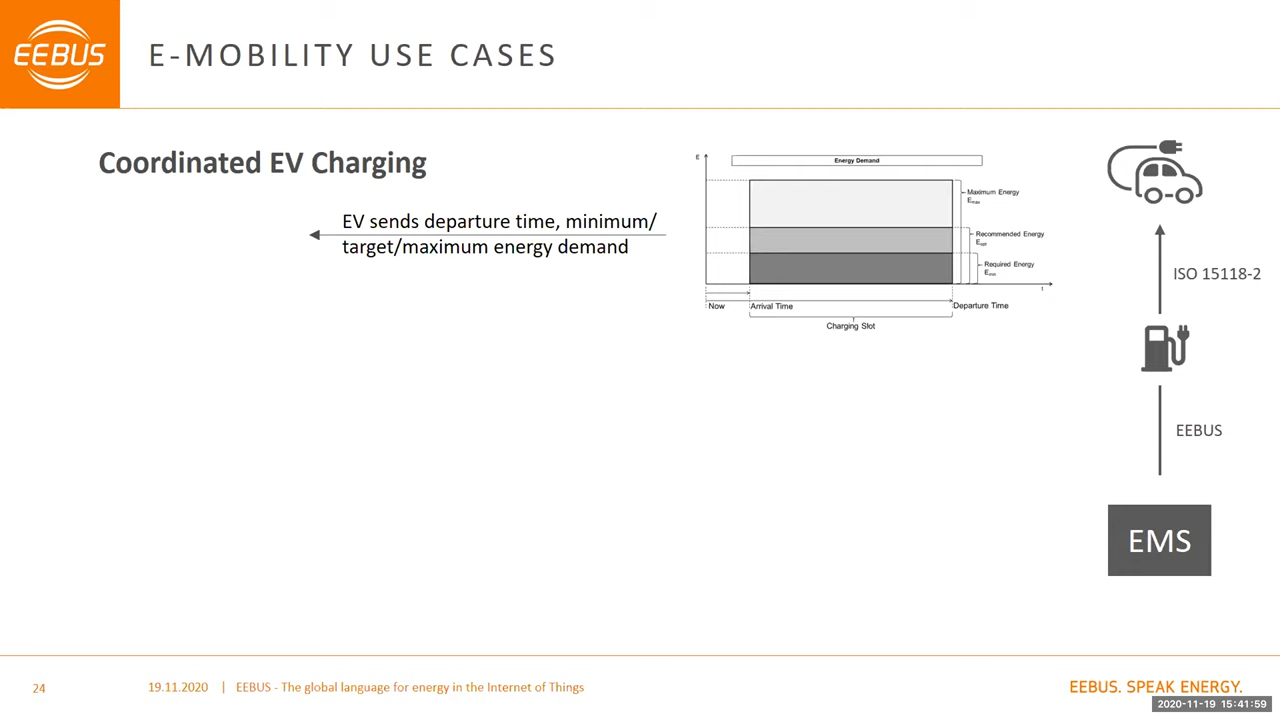 EEBUS
E-MOBILITY USE CASES
Coordinated EV Charging
EV sends departure time, minimum/
target/maximum energy demand
E
Energy Demand
Maximum Energy
Emax
Recommended Energy
Eopt
Required Energy
Emin
t
Now
Arrival Time
Departure Time
Charging Slot
ISO 15118-2
EEBUS
EMS
24
19.11.2020 | EEBUS - The global language for energy in the Internet of Things
EEBUS. SPEAK ENERGY.
2020-11-19 15:41:59